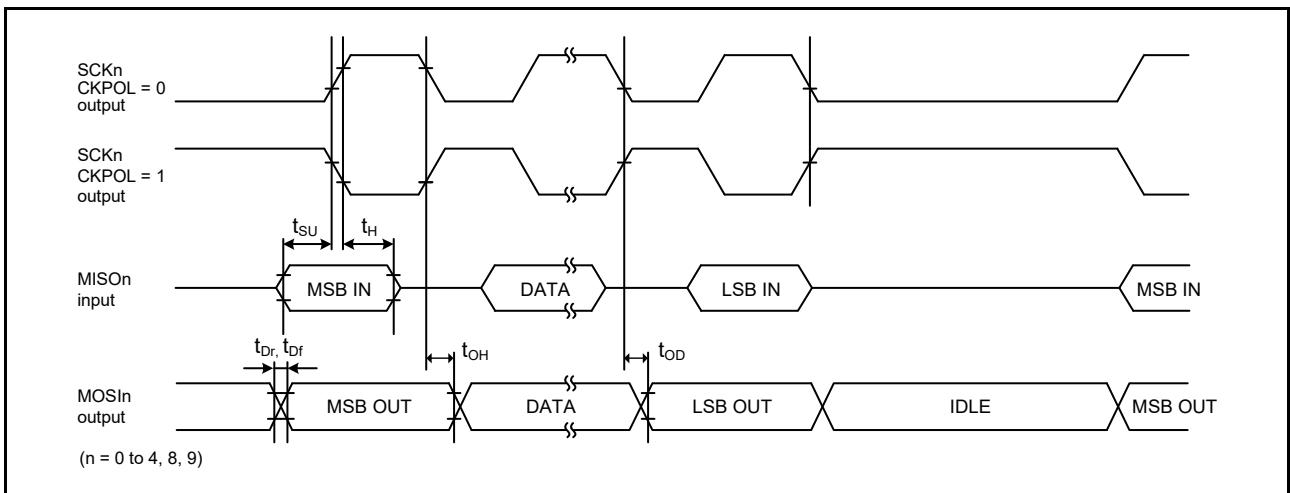 SCKn
CKPOL = 0
output
SCKn
CKPOL = 1
output
tSU
tH
MISOn
input
MSB IN
DATA
LSB IN
MSB IN
tDr, tDf
tOH
tOD
MOSIn
output
MSB OUT
DATA
LSB OUT
IDLE
MSB OUT
(n = 0 to 4, 8, 9)